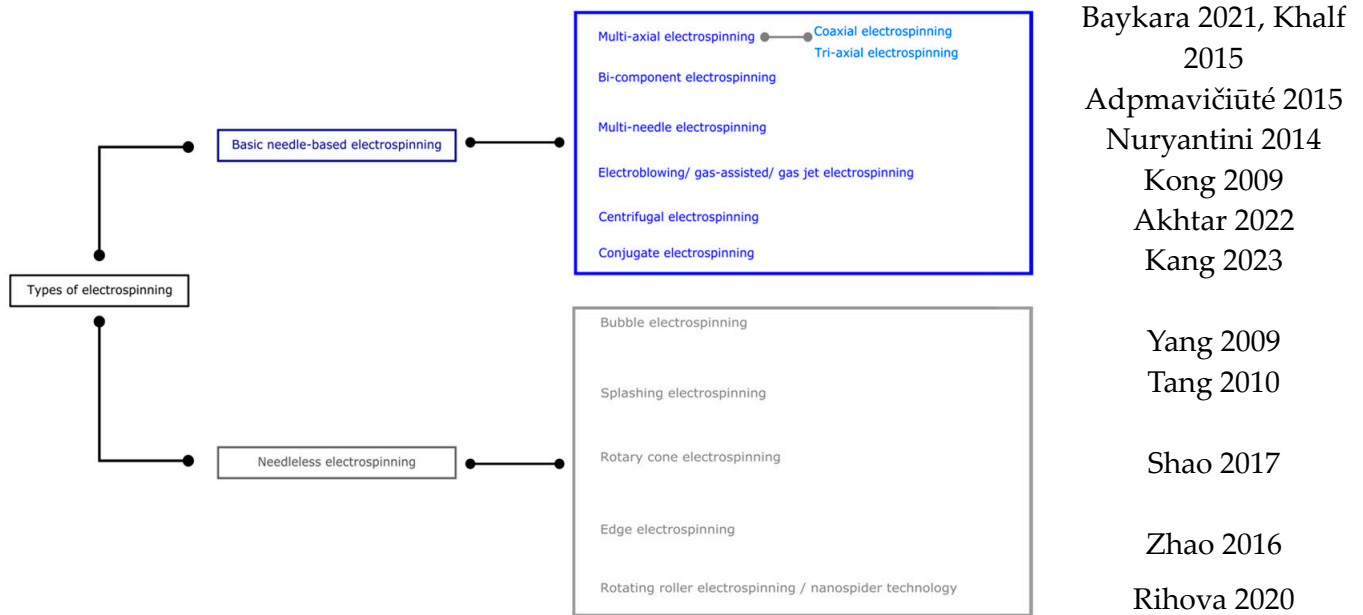 Types of electrospinning
Basic needle-based electrospinning
Multi-axial electrospinning
Coaxial electrospinning
Tri-axial electrospinning
Bi-component electrospinning
Multi-needle electrospinning
Electroblowing/ gas-assisted/ gas jet electrospinning
Centrifugal electrospinning
Conjugate electrospinning
Needleless electrospinning
Bubble electrospinning
Splashing electrospinning
Rotary cone electrospinning
Edge electrospinning
Rotating roller electrospinning / nanospider technology
Baykara 2021, Khalf
2015
Adpmavičiūté 2015
Nuryantini 2014
Kong 2009
Akhtar 2022
Kang 2023
Yang 2009
Tang 2010
Shao 2017
Zhao 2016
Rihova 2020